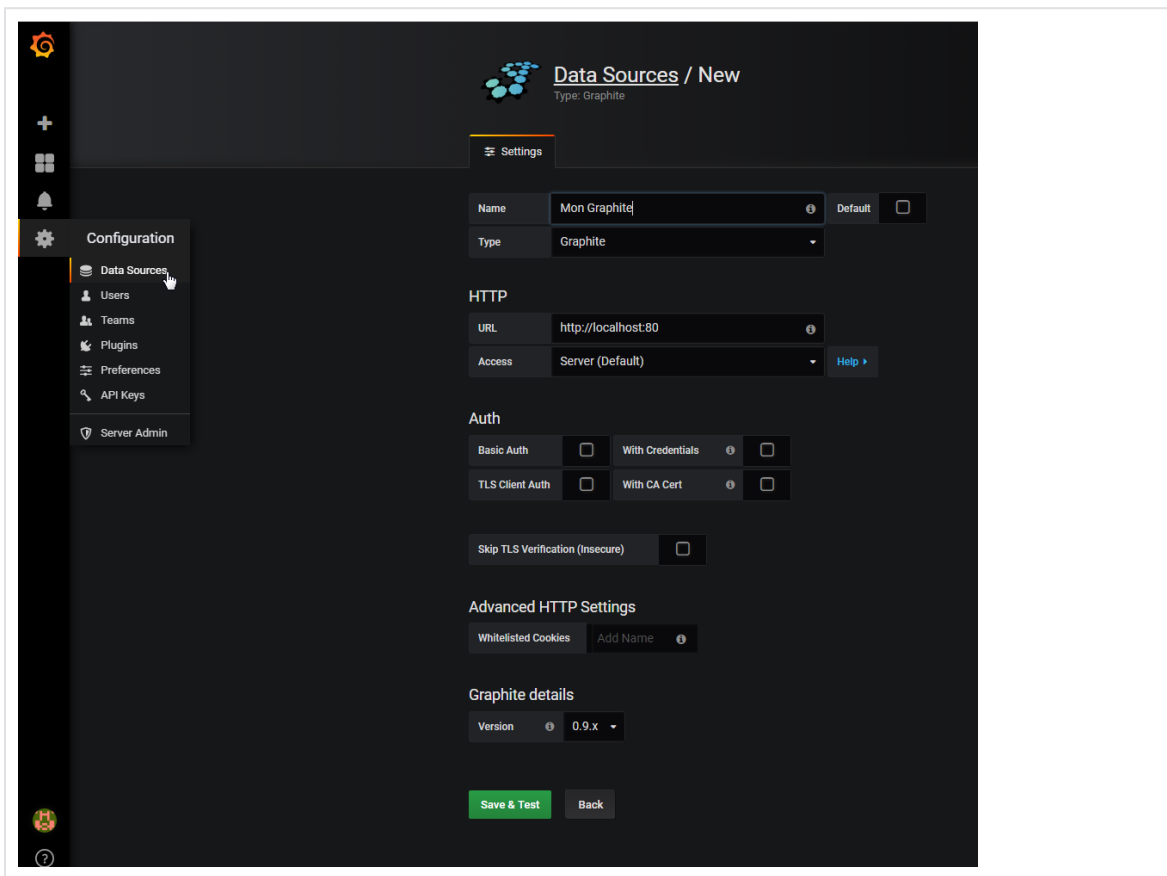 Data Sources / New
Type: Graphite
Settings
Configuration
Data Sources
Users
Teams
Plugins
Preferences
API Keys
Server Admin
Name Mon Graphite Default
Type Graphite
HTTP
URL http://localhost:80
Access Server (Default) Help
Auth
Basic Auth With Credentials
TLS Client Auth With CA Cert
Skip TLS Verification (Insecure)
Advanced HTTP Settings
Whitelisted Cookies Add Name
Graphite details
Version 0.9.x
Save & Test Back